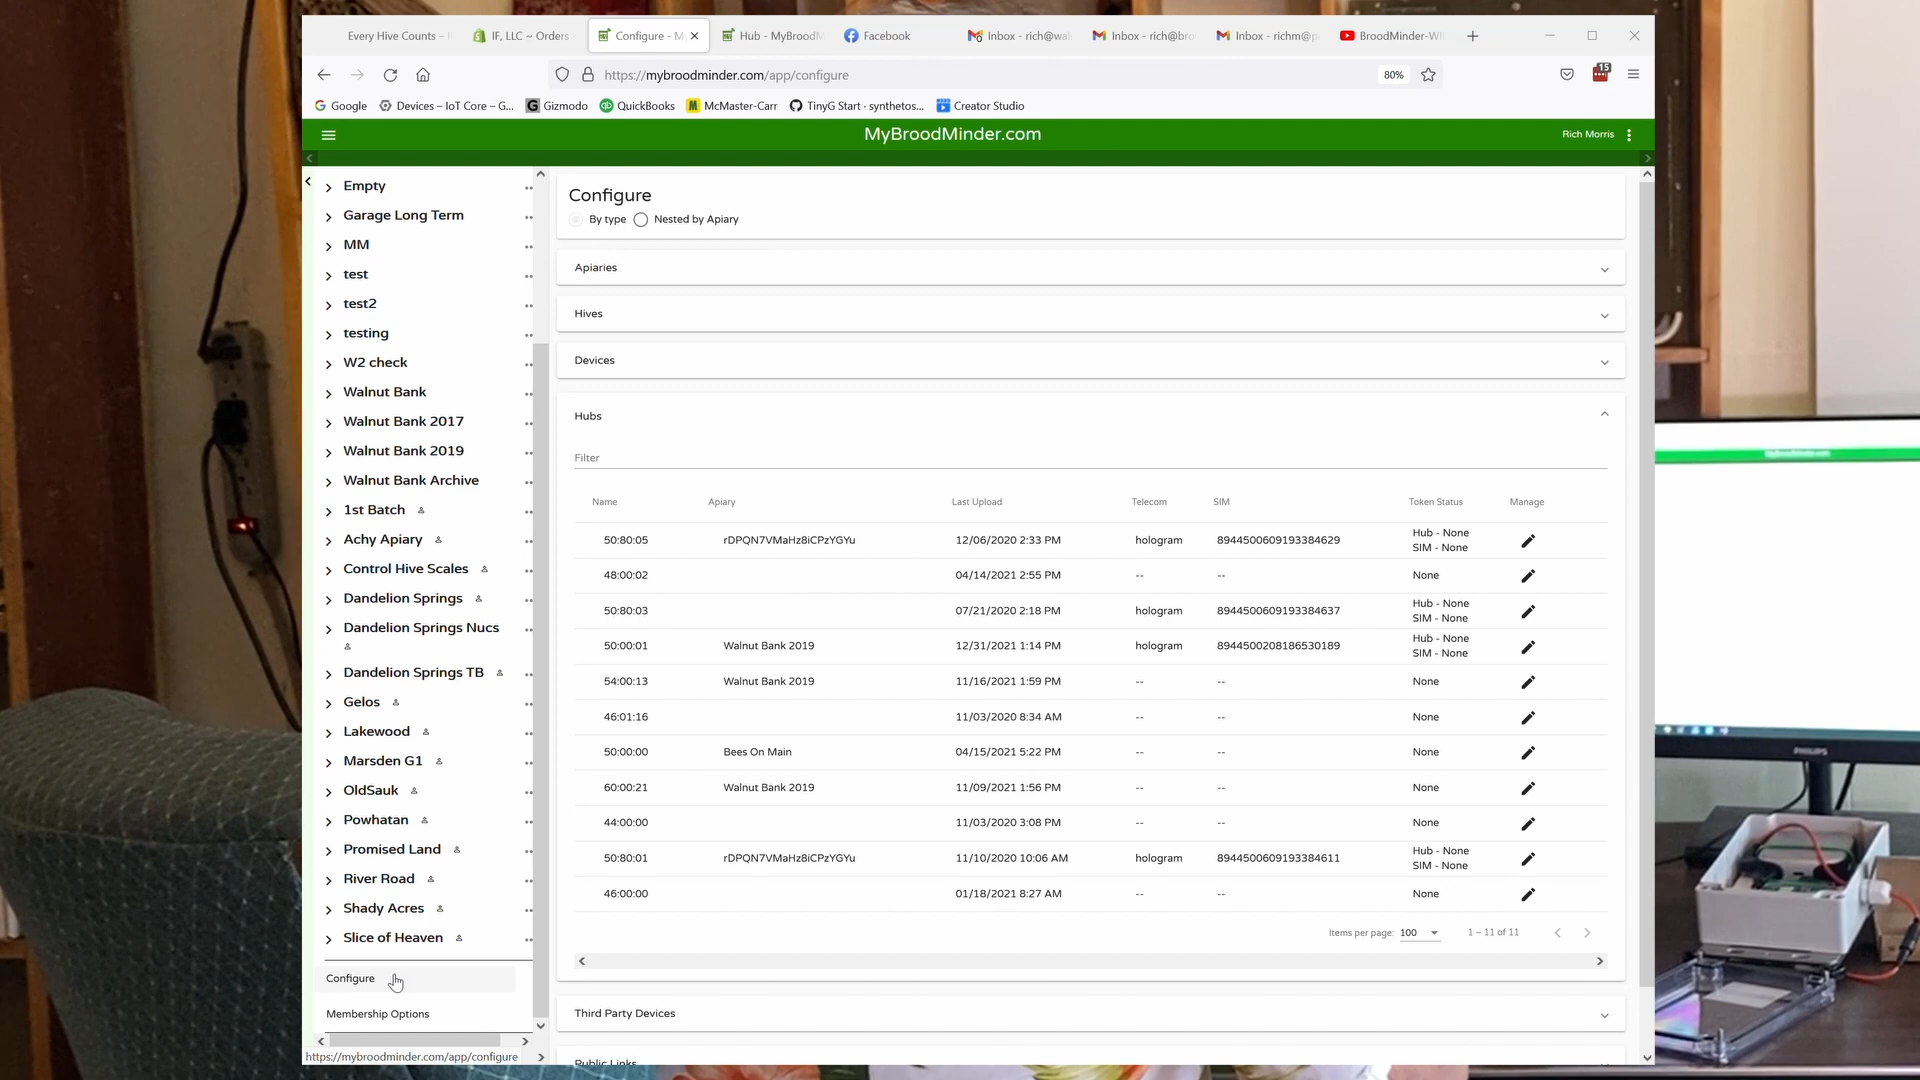 Every Hive Counts –
IF, LLC ~ Orders
Configure - M
Hub - MyBroodM
Facebook
Inbox - rich@wal
Inbox - rich@bro
Inbox - richm@p
BroodMinder-WI
https://mybroodminder.com/app/configure
80%
15
Google
Devices – IoT Core – G...
Gizmodo
QuickBooks
McMaster-Carr
TinyG Start · synthetos...
Creator Studio
MyBroodMinder.com
Rich Morris
Empty
Garage Long Term
MM
test
test2
testing
W2 check
Walnut Bank
Walnut Bank 2017
Walnut Bank 2019
Walnut Bank Archive
1st Batch
Achy Apiary
Control Hive Scales
Dandelion Springs
Dandelion Springs Nucs
Dandelion Springs TB
Gelos
Lakewood
Marsden G1
OldSauk
Powhatan
Promised Land
River Road
Shady Acres
Slice of Heaven
Configure
Membership Options
https://mybroodminder.com/app/configure
Configure
By type Nested by Apiary
Apiaries
Hives
Devices
Hubs
Filter
Name Apiary Last Upload Telecom SIM Token Status Manage
50:80:05 rDPQN7VMaHz8iCPzYGYu 12/06/2020 2:33 PM hologram 8944500609193384629 Hub - None
SIM - None
48:00:02 04/14/2021 2:55 PM -- -- None
50:80:03 07/21/2020 2:18 PM hologram 8944500609193384637 Hub - None
SIM - None
50:00:01 Walnut Bank 2019 12/31/2021 1:14 PM hologram 8944500208186530189 Hub - None
SIM - None
54:00:13 Walnut Bank 2019 11/16/2021 1:59 PM -- -- None
46:01:16 11/03/2020 8:34 AM -- -- None
50:00:00 Bees On Main 04/15/2021 5:22 PM -- -- None
60:00:21 Walnut Bank 2019 11/09/2021 1:56 PM -- -- None
44:00:00 11/03/2020 3:08 PM -- -- None
50:80:01 rDPQN7VMaHz8iCPzYGYu 11/10/2020 10:06 AM hologram 8944500609193384611 Hub - None
SIM - None
46:00:00 01/18/2021 8:27 AM -- -- None
Items per page: 100 1 – 11 of 11
Third Party Devices
Public Links
PHILIPS